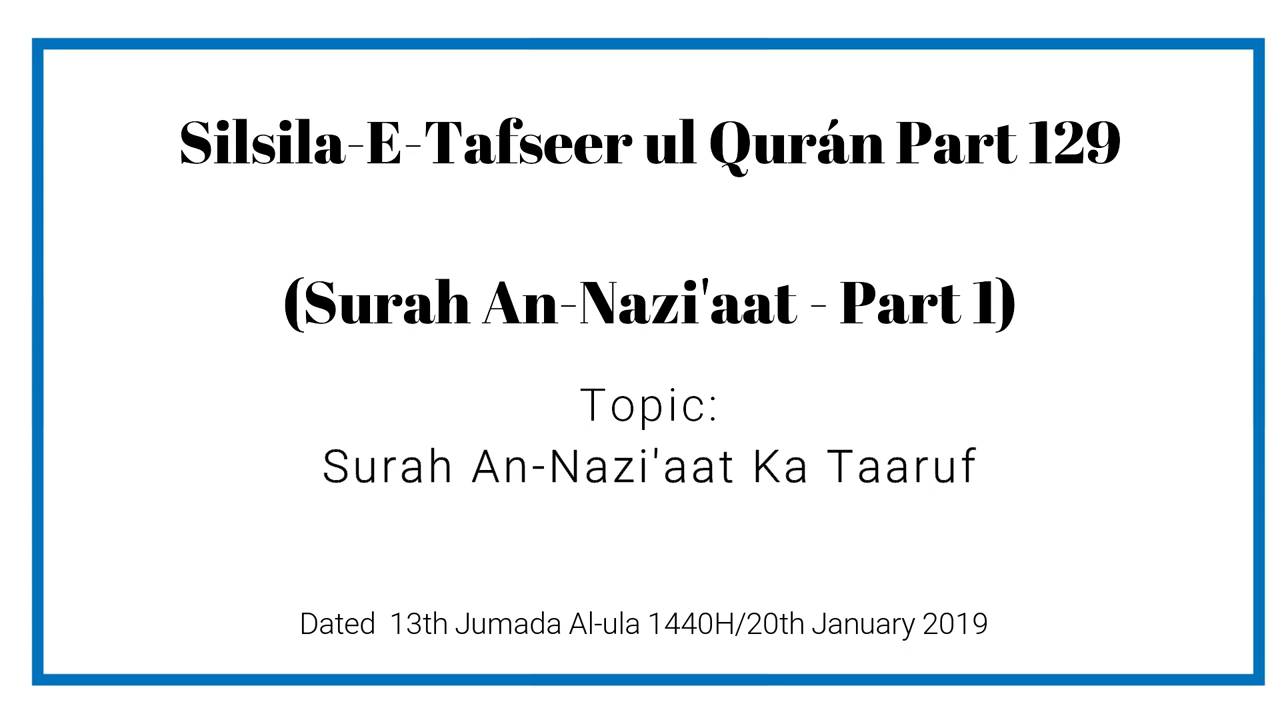 Silsila-E-Tafseer ul Qurán Part 129
(Surah An-Nazi'aat - Part 1)
Topic:
Surah An-Nazi'aat Ka Taaruf
Dated  13th Jumada Al-ula 1440H/20th January 2019